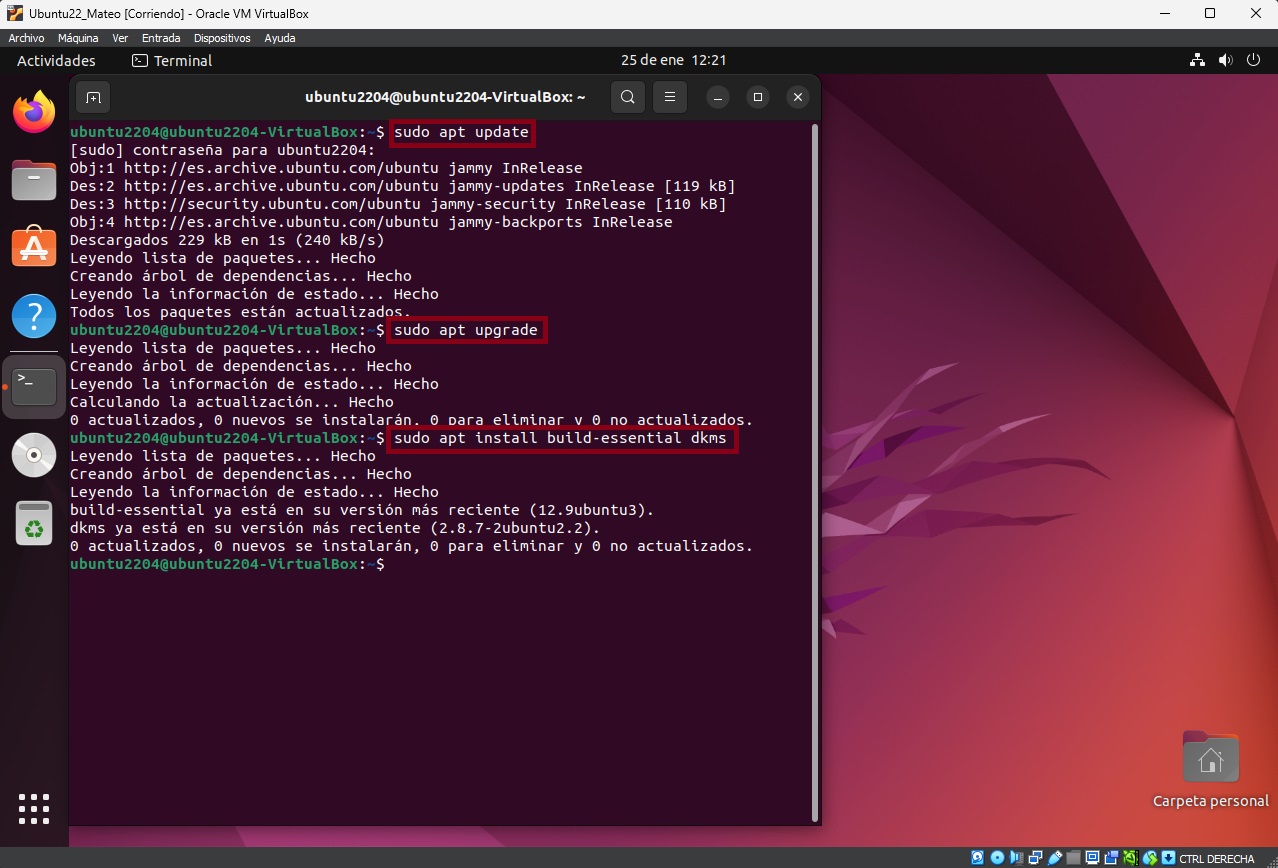 Ubuntu22_Mateo [Corriendo] - Oracle VM VirtualBox
Archivo Máquina Ver Entrada Dispositivos Ayuda
Actividades Terminal 25 de ene 12:21
ubuntu2204@ubuntu2204-VirtualBox: ~
ubuntu2204@ubuntu2204-VirtualBox:~$ sudo apt update
[sudo] contraseña para ubuntu2204:
Obj:1 http://es.archive.ubuntu.com/ubuntu jammy InRelease
Des:2 http://es.archive.ubuntu.com/ubuntu jammy-updates InRelease [119 kB]
Des:3 http://security.ubuntu.com/ubuntu jammy-security InRelease [110 kB]
Obj:4 http://es.archive.ubuntu.com/ubuntu jammy-backports InRelease
Descargados 229 kB en 1s (240 kB/s)
Leyendo lista de paquetes... Hecho
Creando árbol de dependencias... Hecho
Leyendo la información de estado... Hecho
Todos los paquetes están actualizados.
ubuntu2204@ubuntu2204-VirtualBox:~$ sudo apt upgrade
Leyendo lista de paquetes... Hecho
Creando árbol de dependencias... Hecho
Leyendo la información de estado... Hecho
Calculando la actualización... Hecho
0 actualizados, 0 nuevos se instalarán, 0 para eliminar y 0 no actualizados.
ubuntu2204@ubuntu2204-VirtualBox:~$ sudo apt install build-essential dkms
Leyendo lista de paquetes... Hecho
Creando árbol de dependencias... Hecho
Leyendo la información de estado... Hecho
build-essential ya está en su versión más reciente (12.9ubuntu3).
dkms ya está en su versión más reciente (2.8.7-2ubuntu2.2).
0 actualizados, 0 nuevos se instalarán, 0 para eliminar y 0 no actualizados.
ubuntu2204@ubuntu2204-VirtualBox:~$
Carpeta personal
CTRL DERECHA